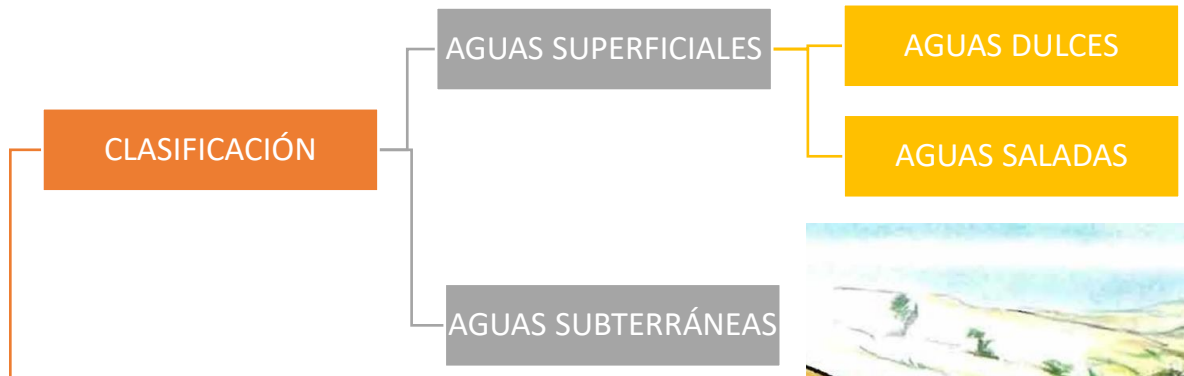 CLASIFICACIÓN
AGUAS SUPERFICIALES
AGUAS DULCES
AGUAS SALADAS
AGUAS SUBTERRÁNEAS